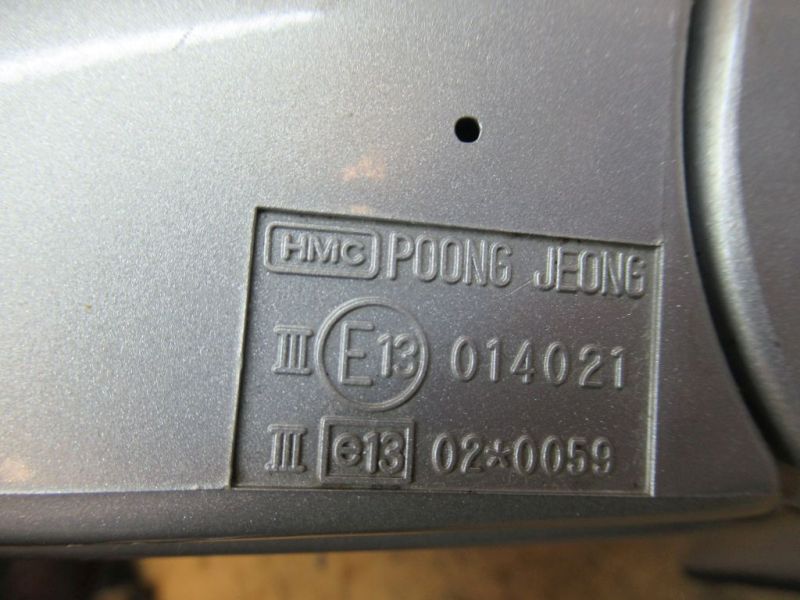 HMC POONG JEONG
III E13 014021
III e13 02*0059